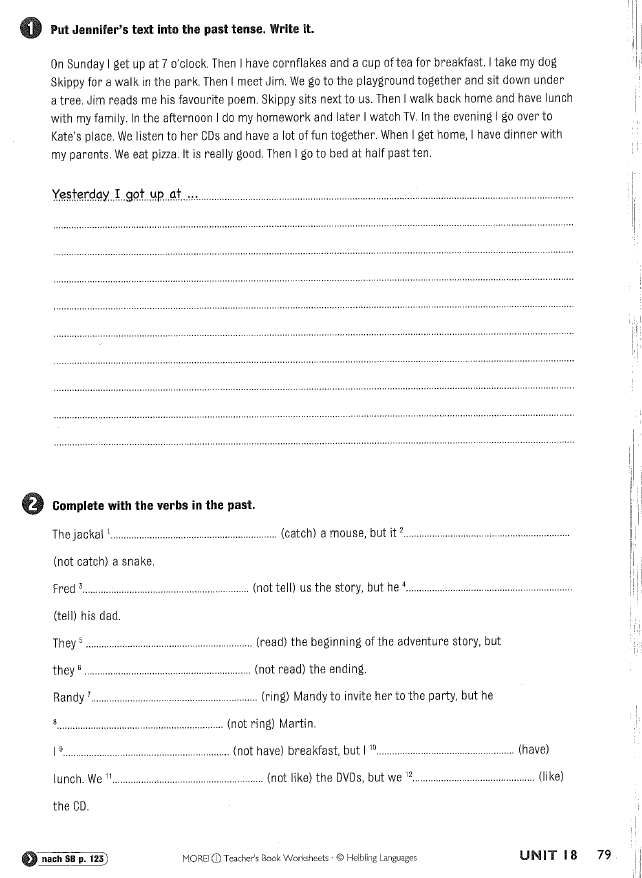 1 Put Jennifer's text into the past tense. Write it.
On Sunday I get up at 7 o'clock. Then I have cornflakes and a cup of tea for breakfast. I take my dog
Skippy for a walk in the park. Then I meet Jim. We go to the playground together and sit down under
a tree. Jim reads me his favourite poem. Skippy sits next to us. Then I walk back home and have lunch
with my family. In the afternoon I do my homework and later I watch TV. In the evening I go over to
Kate's place. We listen to her CDs and have a lot of fun together. When I get home, I have dinner with
my parents. We eat pizza. It is really good. Then I go to bed at half past ten.
Yesterday I got up at ...
2 Complete with the verbs in the past.
The jackal 1 (catch) a mouse, but it 2
(not catch) a snake.
Fred 3 (not tell) us the story, but he 4
(tell) his dad.
They 5 (read) the beginning of the adventure story, but
they 6 (not read) the ending.
Randy 7 (ring) Mandy to invite her to the party, but he
8 (not ring) Martin.
I 9 (not have) breakfast, but I 10 (have)
lunch. We 11 (not like) the DVDs, but we 12 (like)
the CD.
nach SB p. 123 MORE! 1 Teacher's Book Worksheets · © Helbling Languages UNIT 18 79